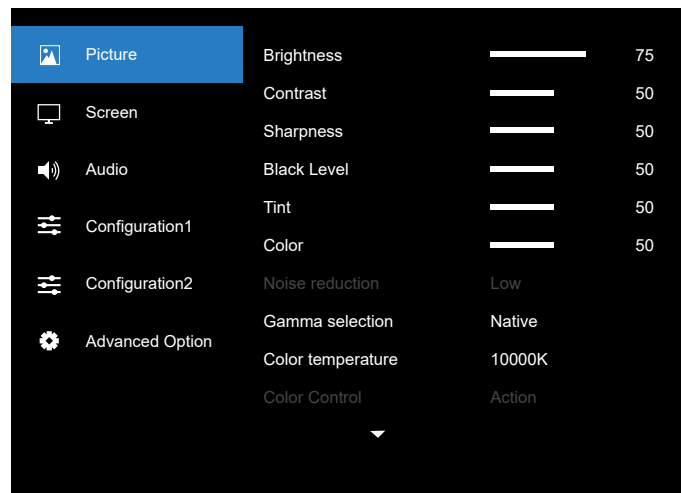 Picture
Screen
Audio
Configuration1
Configuration2
Advanced Option
Brightness 75
Contrast 50
Sharpness 50
Black Level 50
Tint 50
Color 50
Noise reduction Low
Gamma selection Native
Color temperature 10000K
Color Control Action